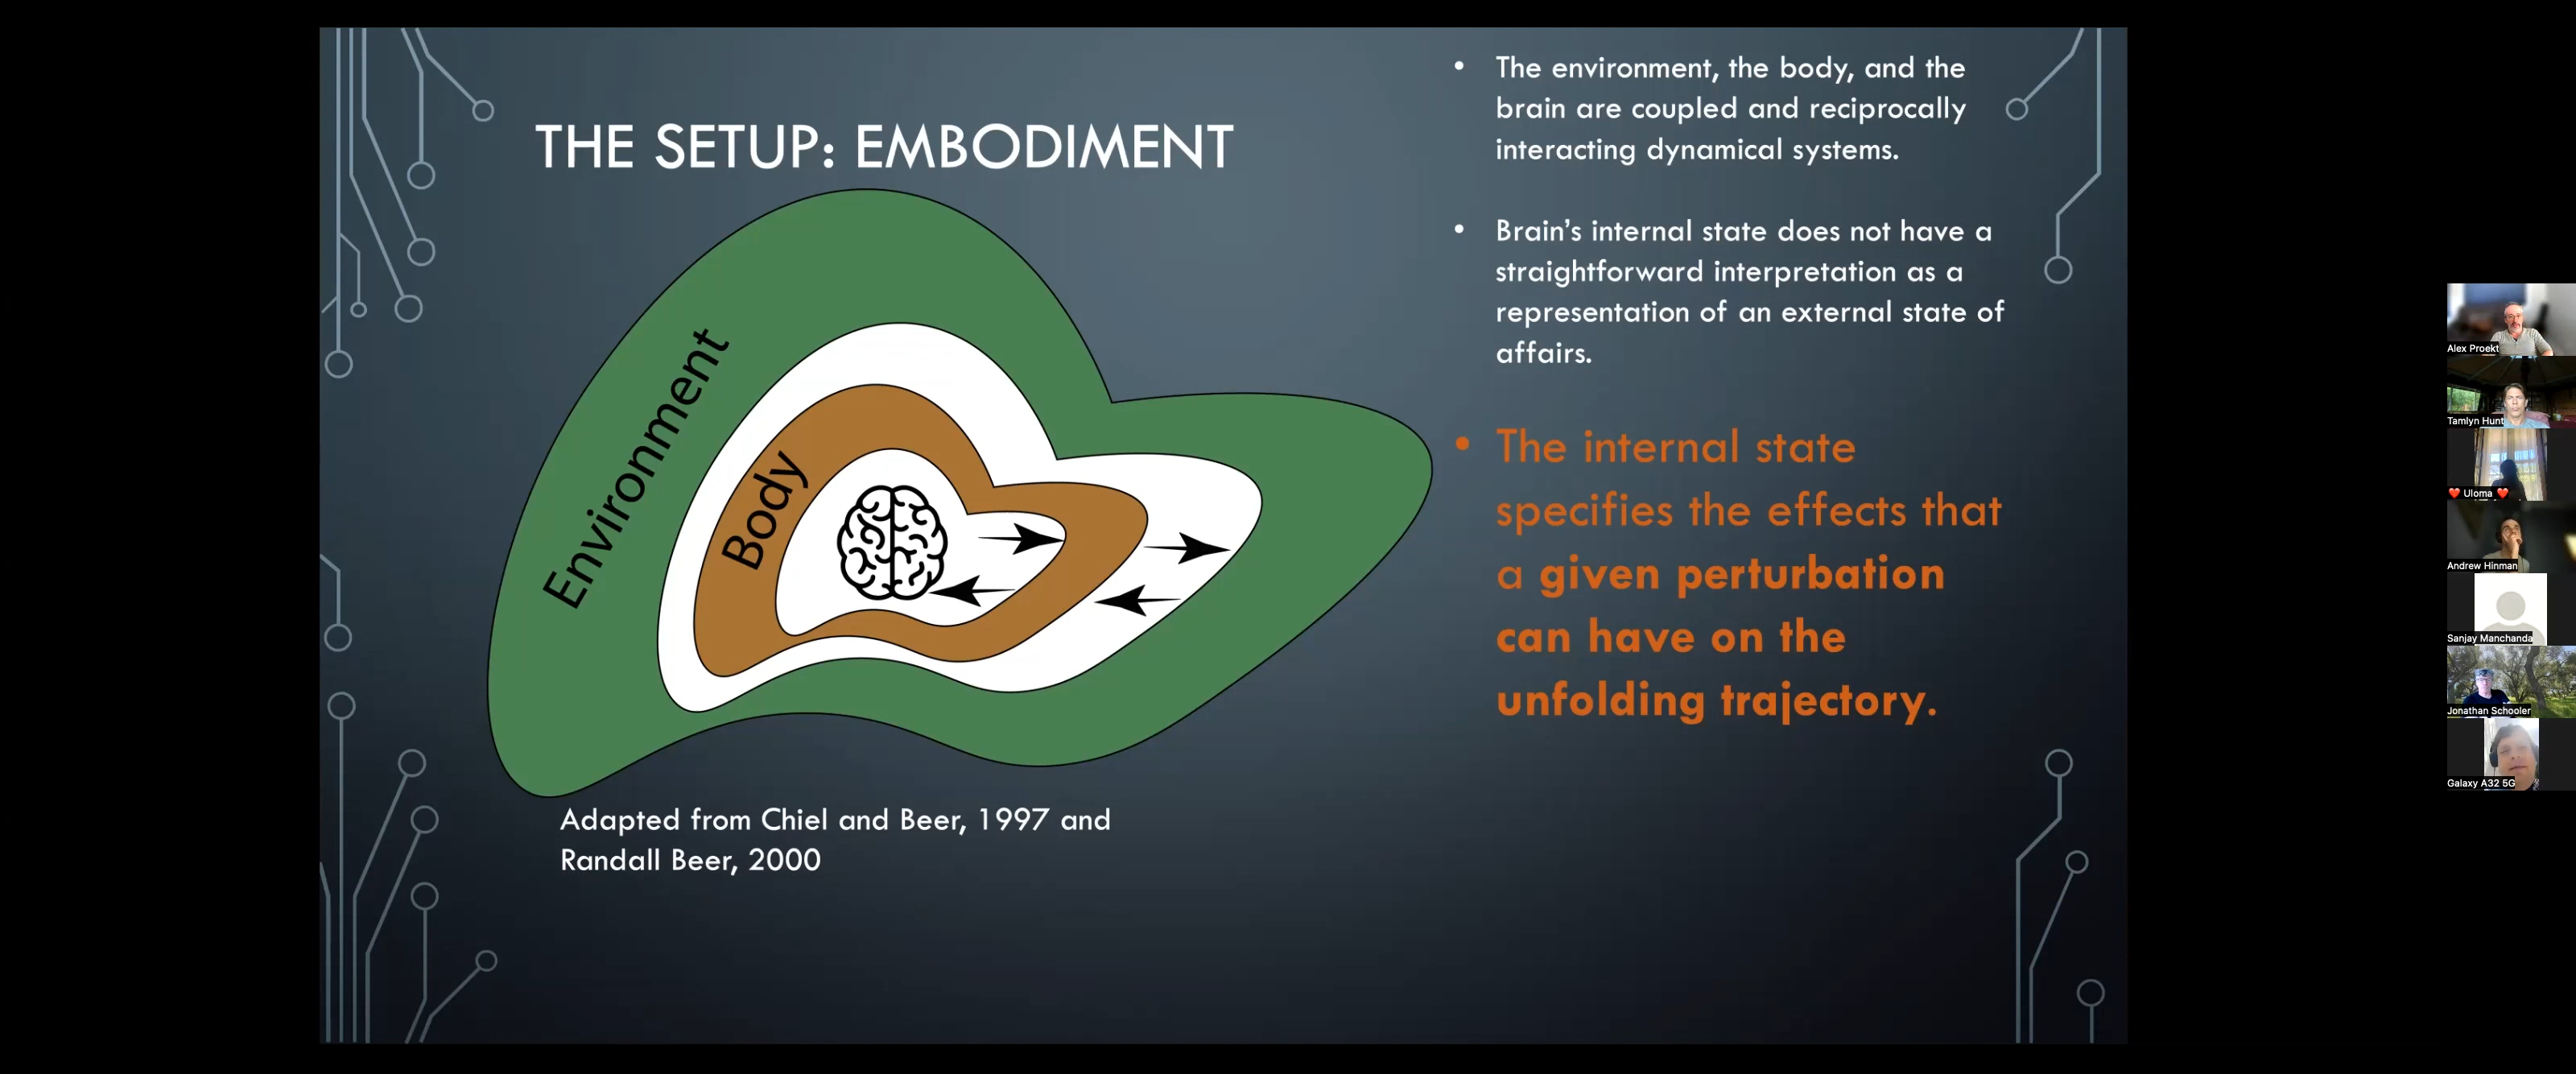 THE SETUP: EMBODIMENT
Environment
Body
Adapted from Chiel and Beer, 1997 and
Randall Beer, 2000
• The environment, the body, and the
brain are coupled and reciprocally
interacting dynamical systems.
• Brain’s internal state does not have a
straightforward interpretation as a
representation of an external state of
affairs.
• The internal state
specifies the effects that
a given perturbation
can have on the
unfolding trajectory.
Alex Proekt
Tamlyn Hunt
❤️ Uloma ❤️
Andrew Hinman
Sanjay Manchanda
Jonathan Schooler
Galaxy A32 5G